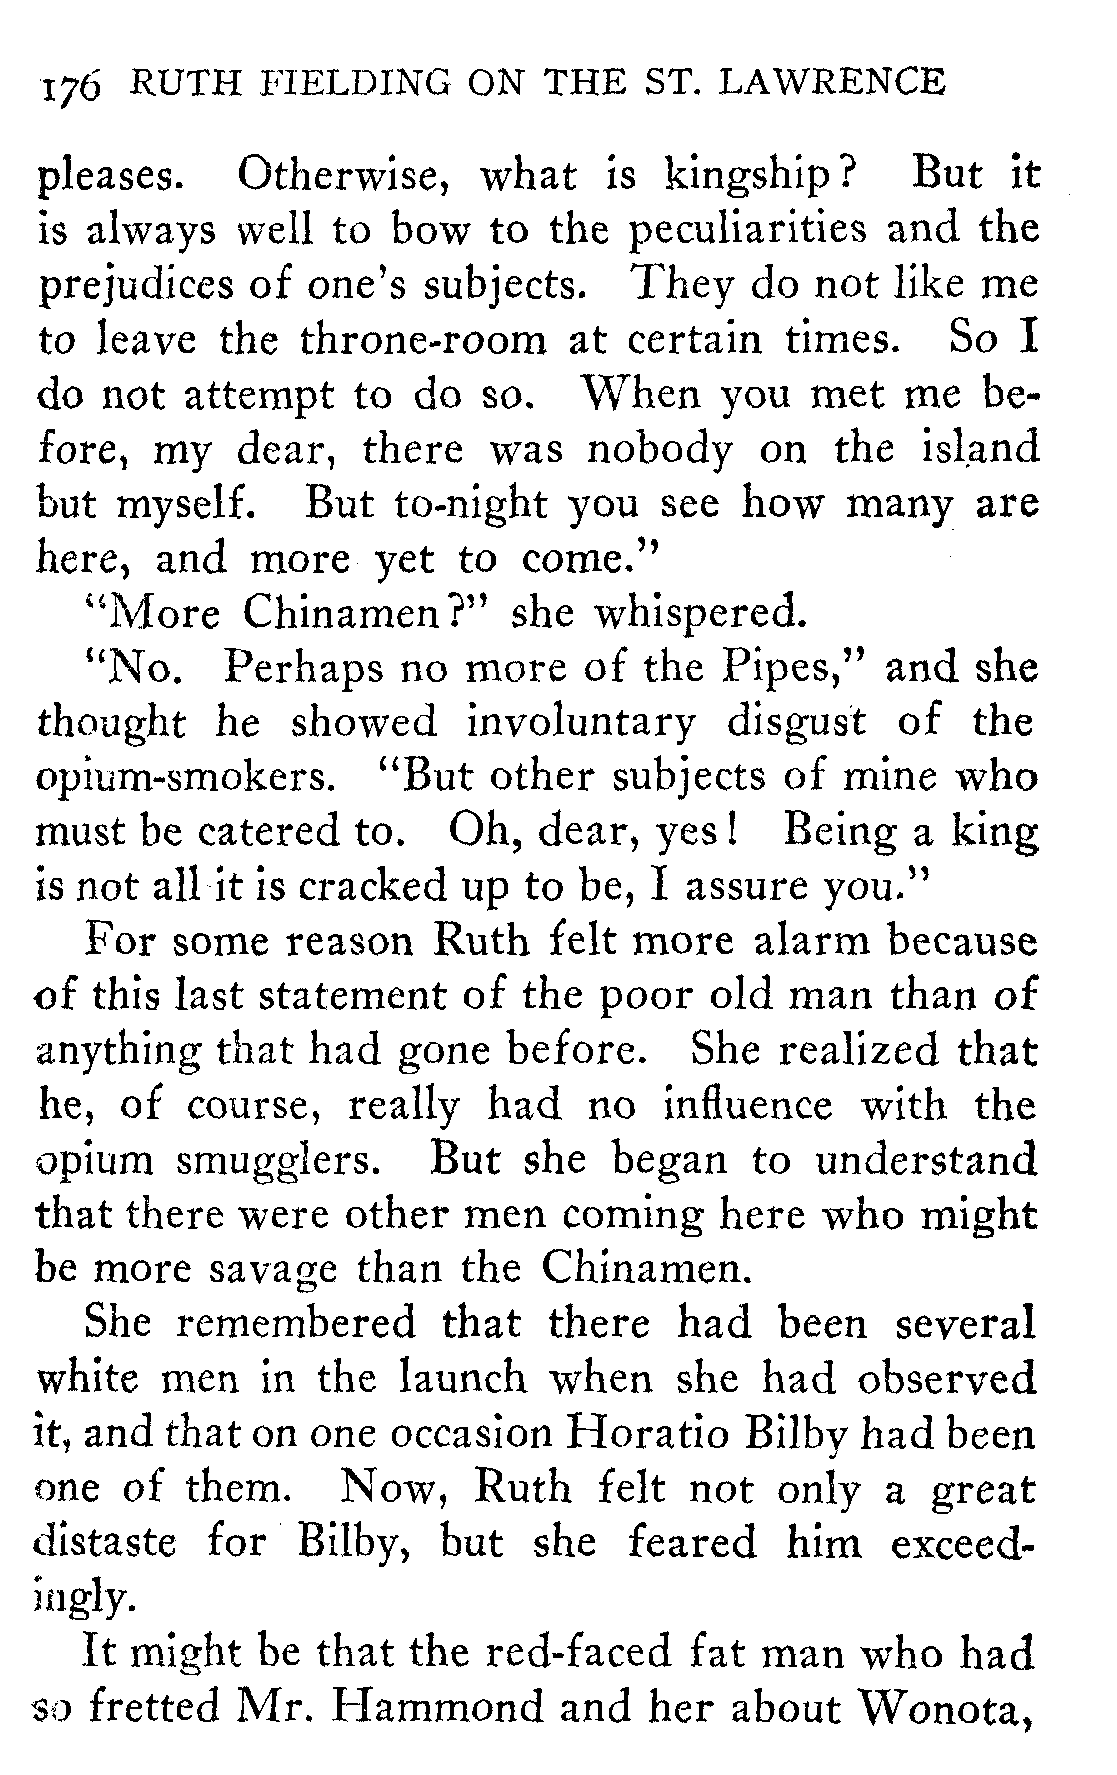 176 RUTH FIELDING ON THE ST. LAWRENCE
pleases. Otherwise, what is kingship? But it
is always well to bow to the peculiarities and the
prejudices of one's subjects. They do not like me
to leave the throne-room at certain times. So I
do not attempt to do so. When you met me be-
fore, my dear, there was nobody on the island
but myself. But to-night you see how many are
here, and more yet to come."
"More Chinamen?" she whispered.
"No. Perhaps no more of the Pipes," and she
thought he showed involuntary disgust of the
opium-smokers. "But other subjects of mine who
must be catered to. Oh, dear, yes! Being a king
is not all it is cracked up to be, I assure you."
For some reason Ruth felt more alarm because
of this last statement of the poor old man than of
anything that had gone before. She realized that
he, of course, really had no influence with the
opium smugglers. But she began to understand
that there were other men coming here who might
be more savage than the Chinamen.
She remembered that there had been several
white men in the launch when she had observed
it, and that on one occasion Horatio Bilby had been
one of them. Now, Ruth felt not only a great
distaste for Bilby, but she feared him exceed-
ingly.
It might be that the red-faced fat man who had
so fretted Mr. Hammond and her about Wonota,